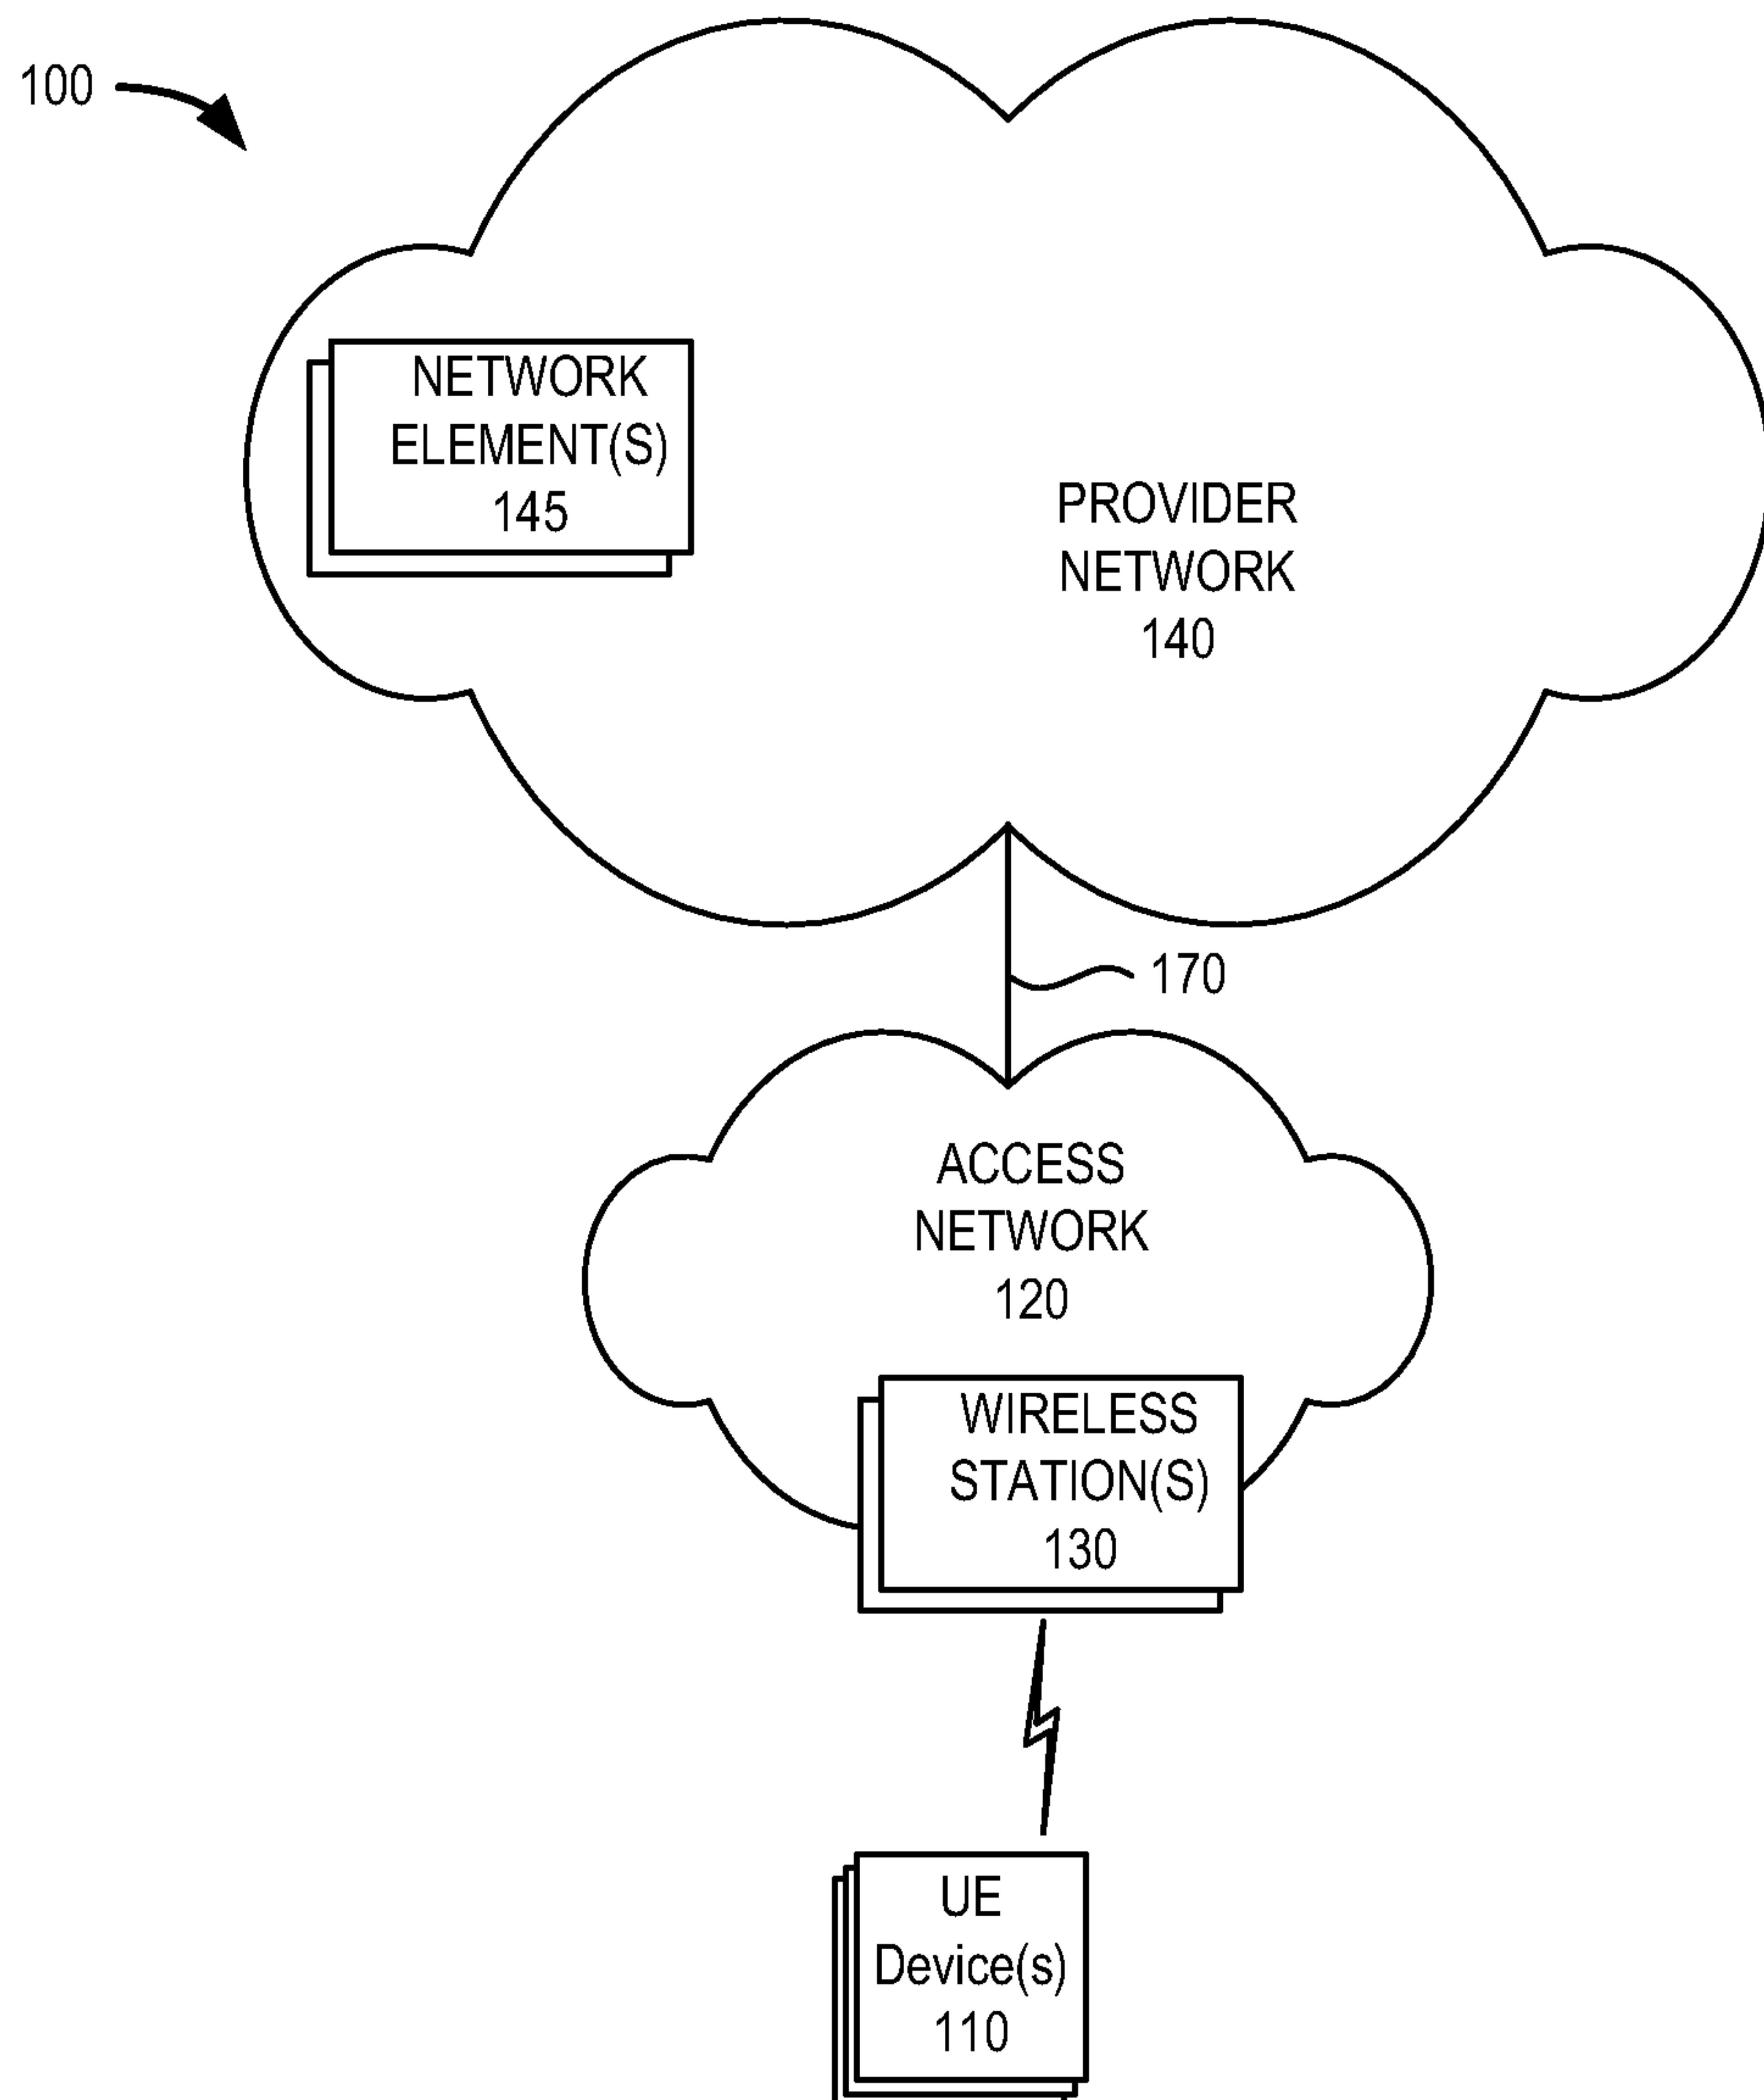 100
NETWORK
ELEMENT(S)
145
PROVIDER
NETWORK
140
170
ACCESS
NETWORK
120
WIRELESS
STATION(S)
130
UE
Device(s)
110